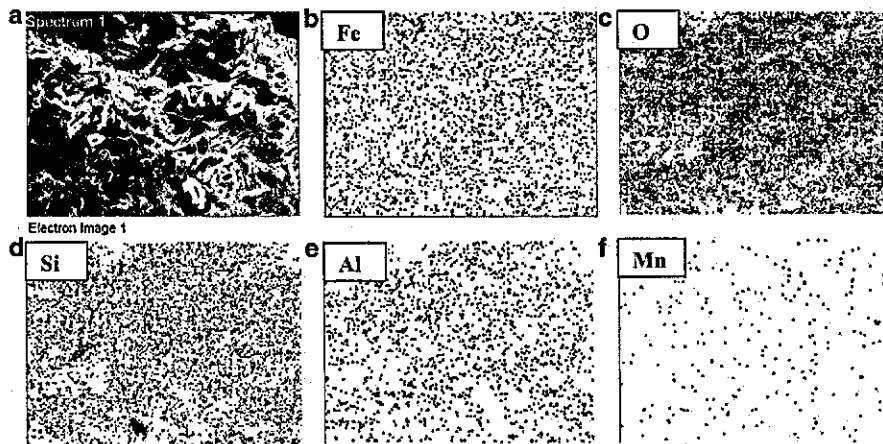 a Spectrum 1
b Fe
c O
Electron Image 1
d Si
e Al
f Mn